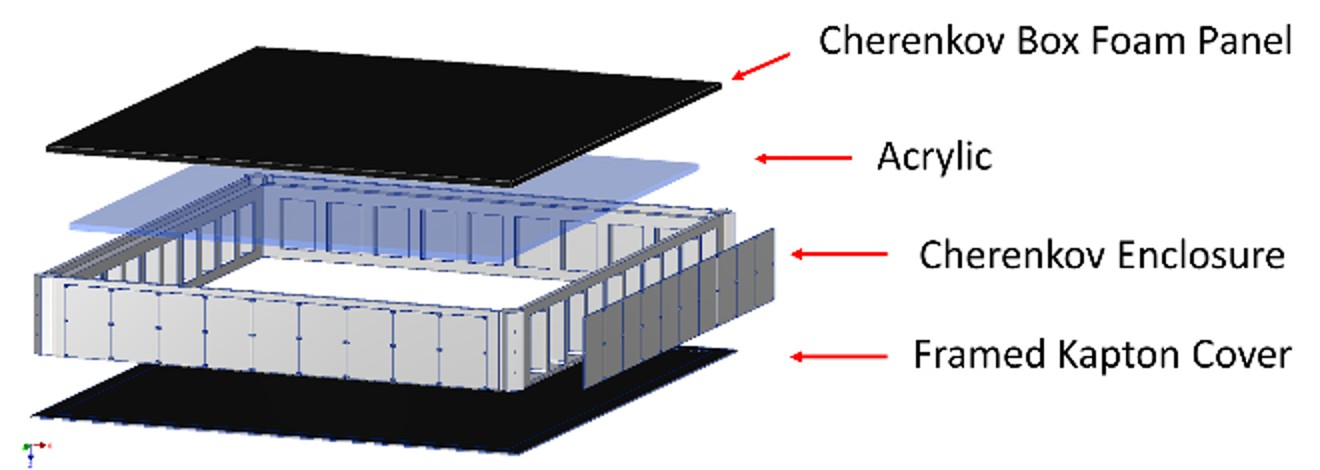 Cherenkov Box Foam Panel
Acrylic
Cherenkov Enclosure
Framed Kapton Cover